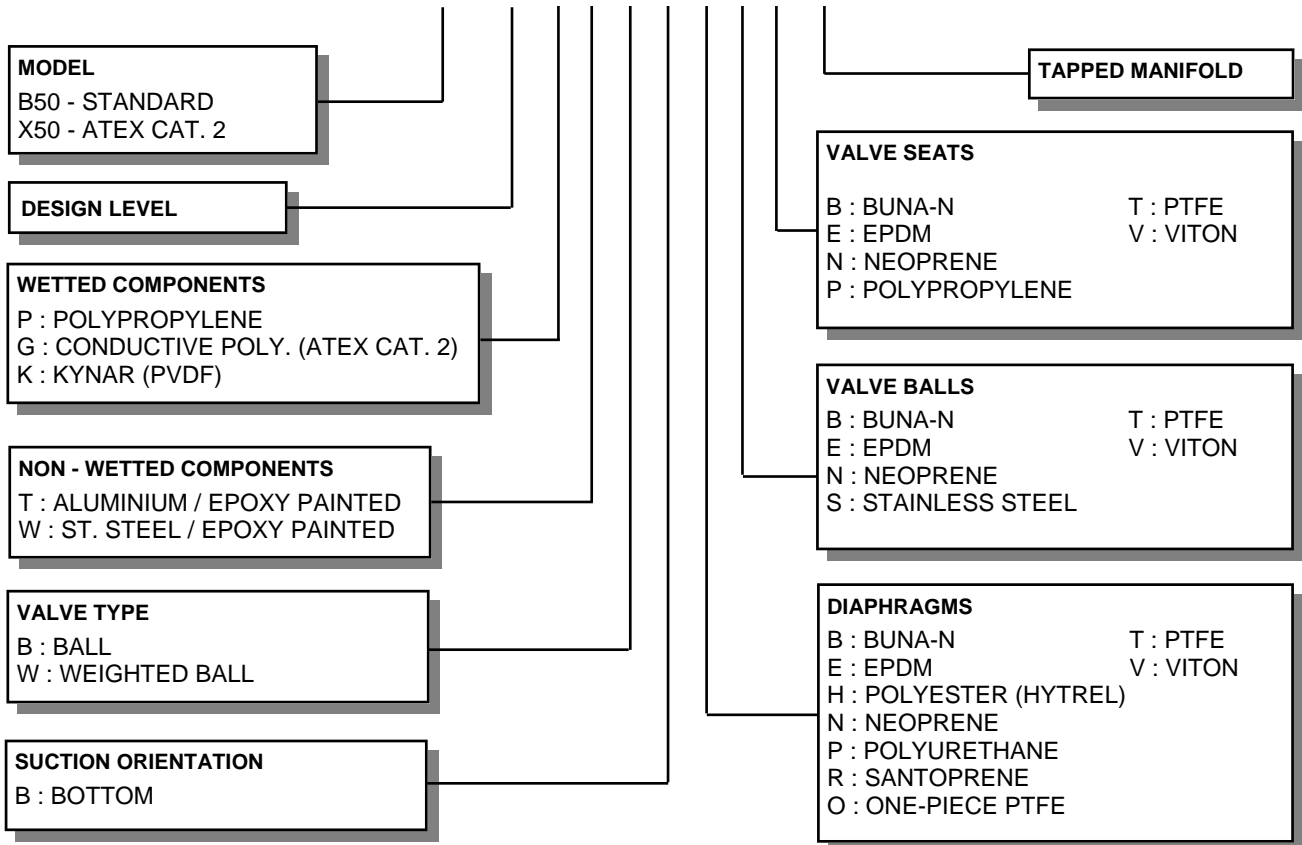 MODEL
B50 - STANDARD
X50 - ATEX CAT. 2
DESIGN LEVEL
WETTED COMPONENTS
P : POLYPROPYLENE
G : CONDUCTIVE POLY. (ATEX CAT. 2)
K : KYNAR (PVDF)
NON - WETTED COMPONENTS
T : ALUMINIUM / EPOXY PAINTED
W : ST. STEEL / EPOXY PAINTED
VALVE TYPE
B : BALL
W : WEIGHTED BALL
SUCTION ORIENTATION
B : BOTTOM
TAPPED MANIFOLD
VALVE SEATS
B : BUNA-N T : PTFE
E : EPDM V : VITON
N : NEOPRENE
P : POLYPROPYLENE
VALVE BALLS
B : BUNA-N T : PTFE
E : EPDM V : VITON
N : NEOPRENE
S : STAINLESS STEEL
DIAPHRAGMS
B : BUNA-N T : PTFE
E : EPDM V : VITON
H : POLYESTER (HYTREL)
N : NEOPRENE
P : POLYURETHANE
R : SANTOPRENE
O : ONE-PIECE PTFE